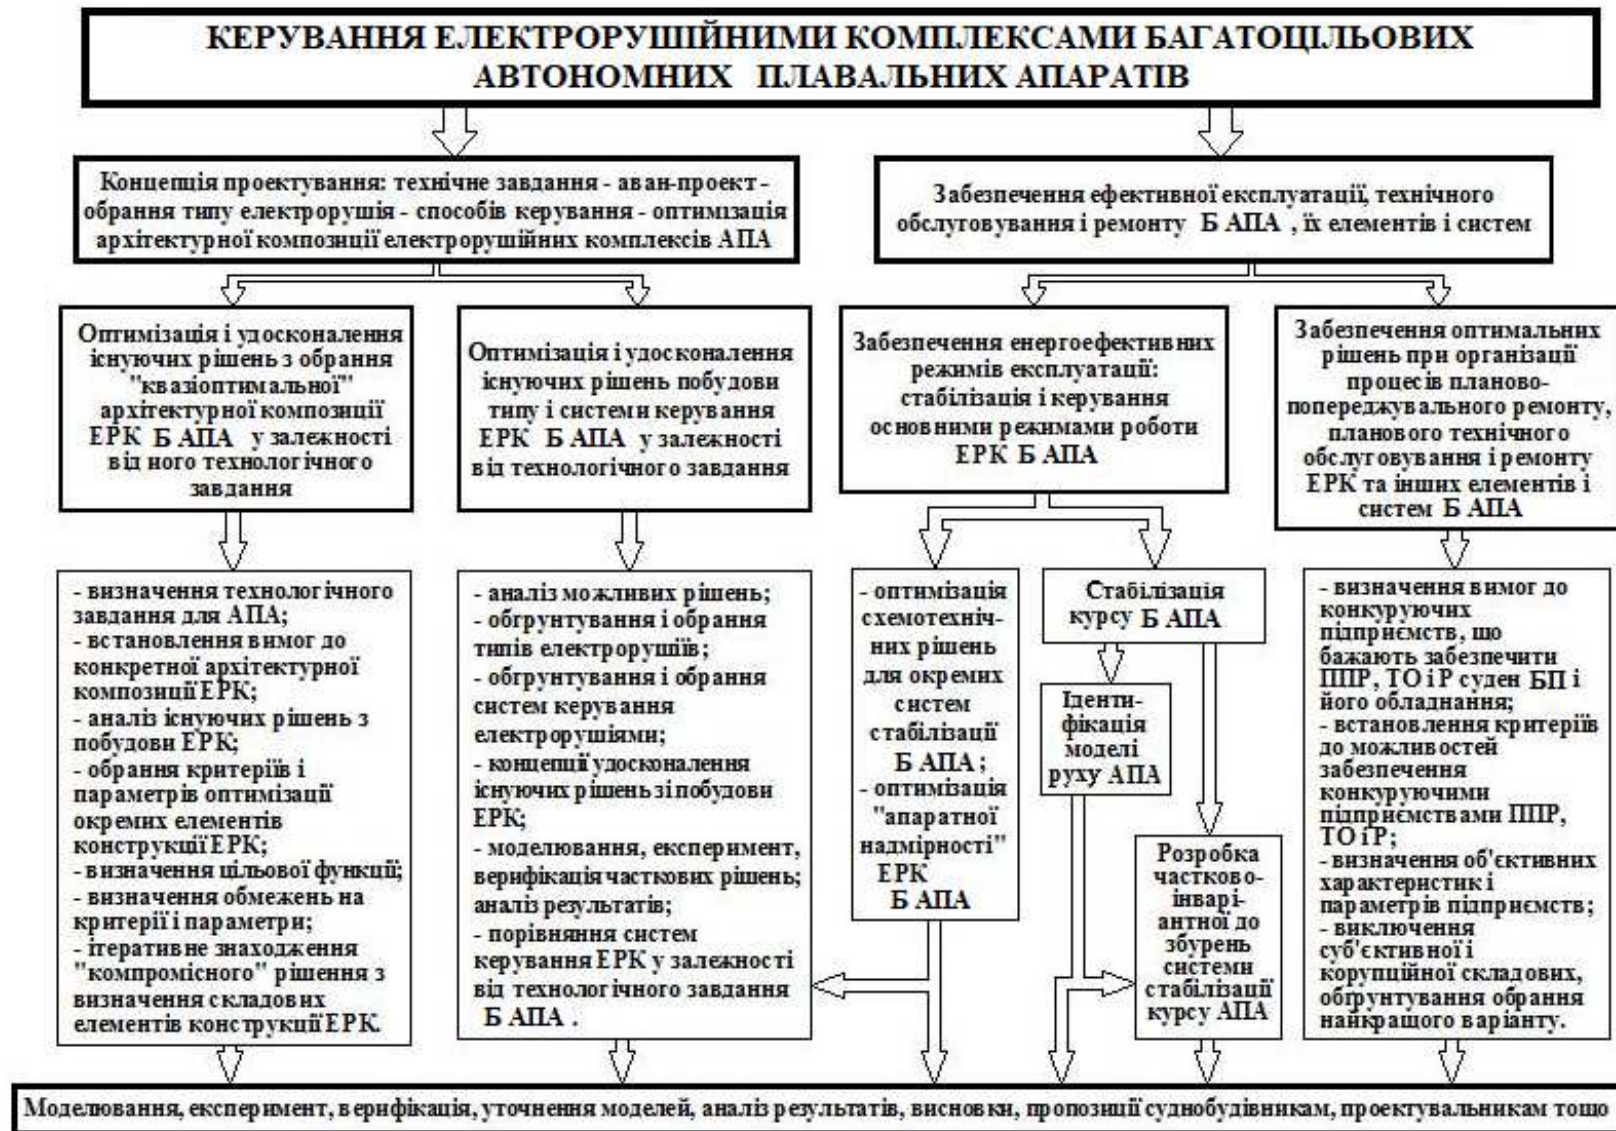 КЕРУВАННЯ ЕЛЕКТРОРУШІЙНИМИ КОМПЛЕКСАМИ БАГАТОЦІЛЬОВИХ
АВТОНОМНИХ ПЛАВАЛЬНИХ АПАРАТІВ
Концепція проектування: технічне завдання - аван-проект -
обрання типу електрорушія - способів керування - оптимізація
архітектурної композиції електрорушійних комплексів АПА
Забезпечення ефективної експлуатації, технічного
обслуговування і ремонту Б АПА , їх елементів і систем
Оптимізація і удосконалення
існуючих рішень з обрання
"квазіоптимальної"
архітектурної композиції
ЕРК Б АПА у залежності
від його технологічного
завдання
Оптимізація і удосконалення
існуючих рішень побудови
типу і системи керування
ЕРК Б АПА у залежності
від технологічного завдання
Забезпечення енергоефективних
режимів експлуатації:
стабілізація і керування
основними режимами роботи
ЕРК Б АПА
Забезпечення оптимальних
рішень при організації
процесів планово-
попереджувального ремонту,
планового технічного
обслуговування і ремонту
ЕРК та інших елементів і
систем Б АПА
- визначення технологічного
завдання для АПА;
- встановлення вимог до
конкретної архітектурної
композиції ЕРК;
- аналіз існуючих рішень з
побудови ЕРК;
- обрання критеріїв і
параметрів оптимізації
окремих елементів
конструкції ЕРК;
- визначення цільової функції;
- визначення обмежень на
критерії і параметри;
- ітеративне знаходження
"компромісного" рішення з
визначення складових
елементів конструкції ЕРК.
- аналіз можливих рішень;
- обґрунтування і обрання
типів електрорушіїв;
- обґрунтування і обрання
систем керування
електрорушіями;
- концепції удосконалення
існуючих рішень зі побудови
ЕРК;
- моделювання, експеримент,
верифікація часткових рішень;
аналіз результатів;
- порівняння систем
керування ЕРК у залежності
від технологічного завдання
Б АПА .
- оптимізація
схемотехніч-
них рішень
для окремих
систем
стабілізації
Б АПА ;
- оптимізація
"апаратної
надмірності"
ЕРК
Б АПА
Стабілізація
курсу Б АПА
Іденти-
фікація
моделі
руху АПА
Розробка
частково-
інварі-
антної до
збурень
системи
стабілізації
курсу АПА
- визначення вимог до
конкуруючих
підприємств, що
бажають забезпечити
ППР, ТО і Р суден БП і
його обладнання;
- встановлення критеріїв
до можливостей
забезпечення
конкуруючими
підприємствами ППР,
ТО і Р;
- визначення об'єктивних
характеристик і
параметрів підприємств;
- виключення
суб'єктивної і
корупційної складових,
обґрунтування обрання
найкращого варіанту.
Моделювання, експеримент, верифікація, уточнення моделей, аналіз результатів, висновки, пропозиції суднобудівникам, проектувальникам тощо